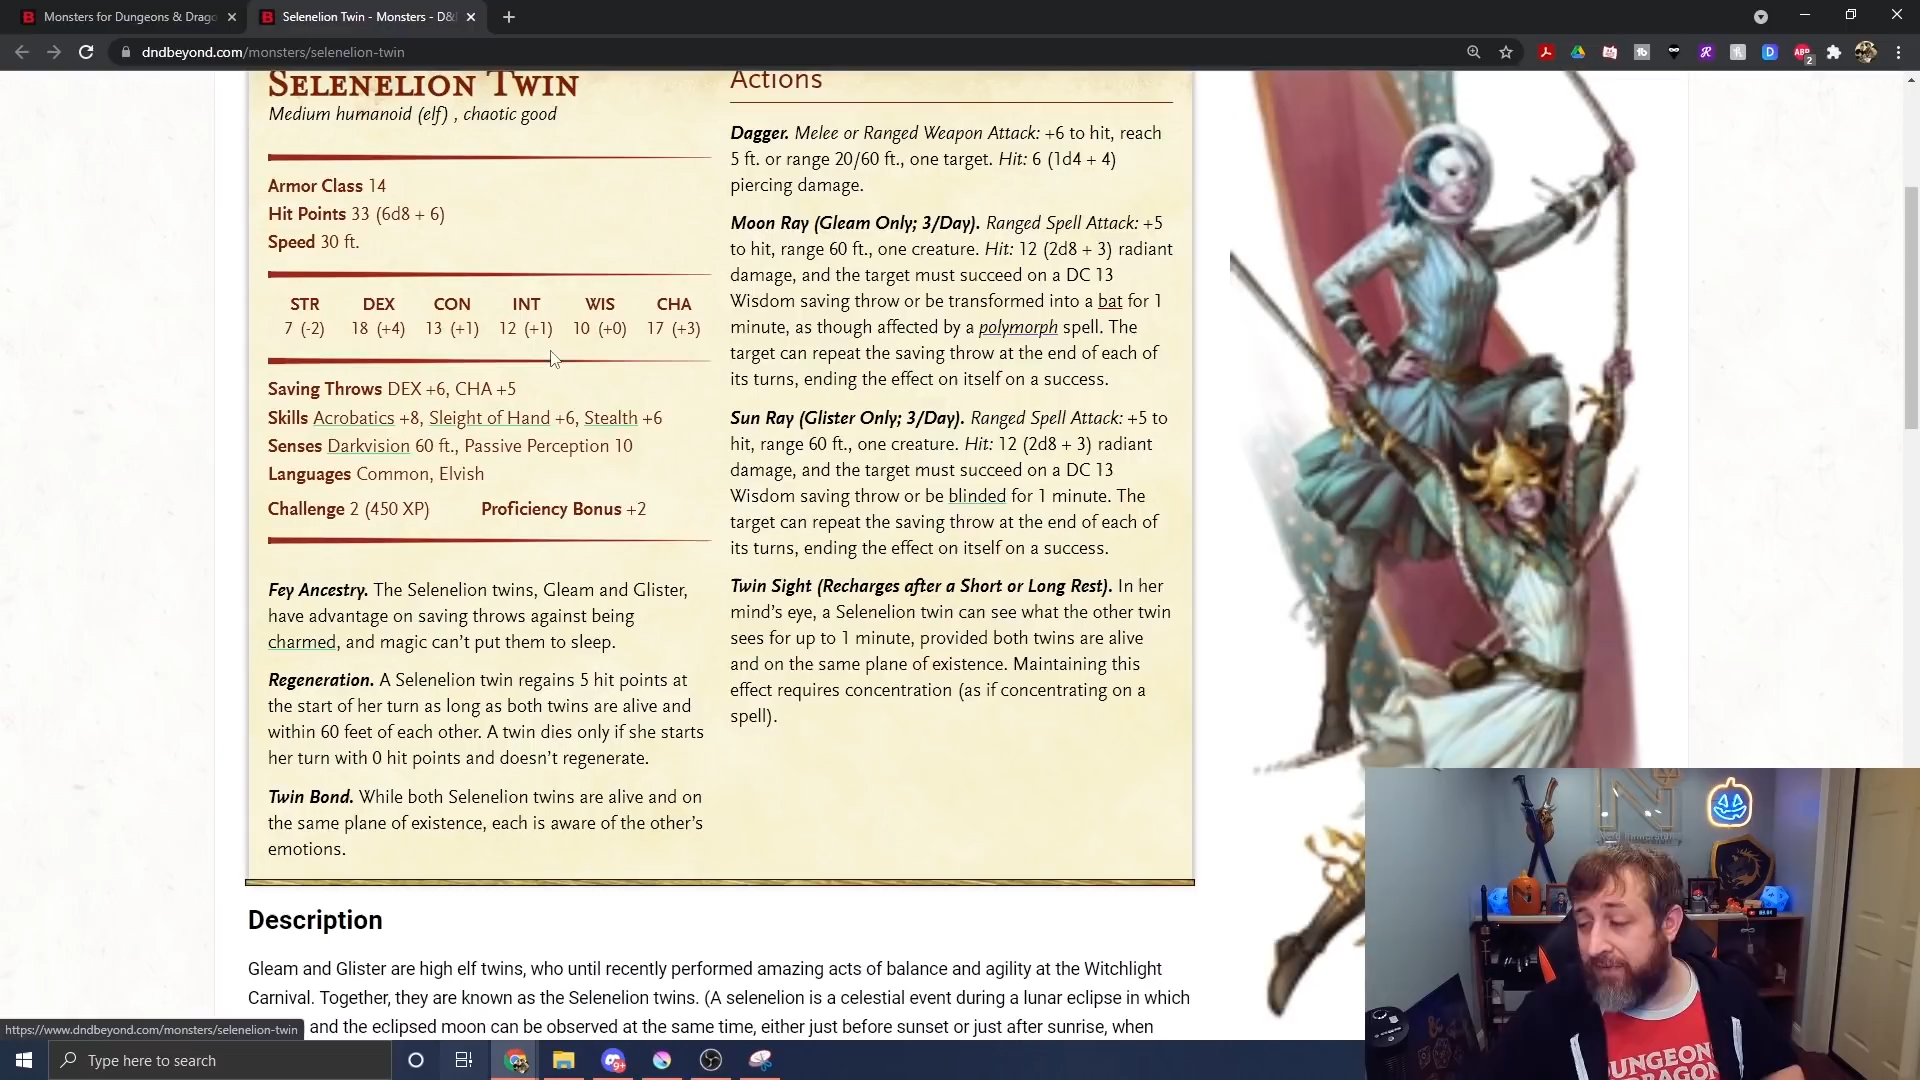 Monsters for Dungeons & Drago
Selenelion Twin - Monsters - D&
dndbeyond.com/monsters/selenelion-twin
SELENELION TWIN
Medium humanoid (elf) , chaotic good
Armor Class 14
Hit Points 33 (6d8 + 6)
Speed 30 ft.
STR DEX CON INT WIS CHA
7 (-2) 18 (+4) 13 (+1) 12 (+1) 10 (+0) 17 (+3)
Saving Throws DEX +6, CHA +5
Skills Acrobatics +8, Sleight of Hand +6, Stealth +6
Senses Darkvision 60 ft., Passive Perception 10
Languages Common, Elvish
Challenge 2 (450 XP) Proficiency Bonus +2
Fey Ancestry. The Selenelion twins, Gleam and Glister,
have advantage on saving throws against being
charmed, and magic can't put them to sleep.
Regeneration. A Selenelion twin regains 5 hit points at
the start of her turn as long as both twins are alive and
within 60 feet of each other. A twin dies only if she starts
her turn with 0 hit points and doesn't regenerate.
Twin Bond. While both Selenelion twins are alive and on
the same plane of existence, each is aware of the other's
emotions.
Actions
Dagger. Melee or Ranged Weapon Attack: +6 to hit, reach
5 ft. or range 20/60 ft., one target. Hit: 6 (1d4 + 4)
piercing damage.
Moon Ray (Gleam Only; 3/Day). Ranged Spell Attack: +5
to hit, range 60 ft., one creature. Hit: 12 (2d8 + 3) radiant
damage, and the target must succeed on a DC 13
Wisdom saving throw or be transformed into a bat for 1
minute, as though affected by a polymorph spell. The
target can repeat the saving throw at the end of each of
its turns, ending the effect on itself on a success.
Sun Ray (Glister Only; 3/Day). Ranged Spell Attack: +5 to
hit, range 60 ft., one creature. Hit: 12 (2d8 + 3) radiant
damage, and the target must succeed on a DC 13
Wisdom saving throw or be blinded for 1 minute. The
target can repeat the saving throw at the end of each of
its turns, ending the effect on itself on a success.
Twin Sight (Recharges after a Short or Long Rest). In her
mind's eye, a Selenelion twin can see what the other twin
sees for up to 1 minute, provided both twins are alive
and on the same plane of existence. Maintaining this
effect requires concentration (as if concentrating on a
spell).
Description
Gleam and Glister are high elf twins, who until recently performed amazing acts of balance and agility at the Witchlight
Carnival. Together, they are known as the Selenelion twins. (A selenelion is a celestial event during a lunar eclipse in which
and the eclipsed moon can be observed at the same time, either just before sunset or just after sunrise, when
https://www.dndbeyond.com/monsters/selenelion-twin
Type here to search
DUNGEON
DRAGON